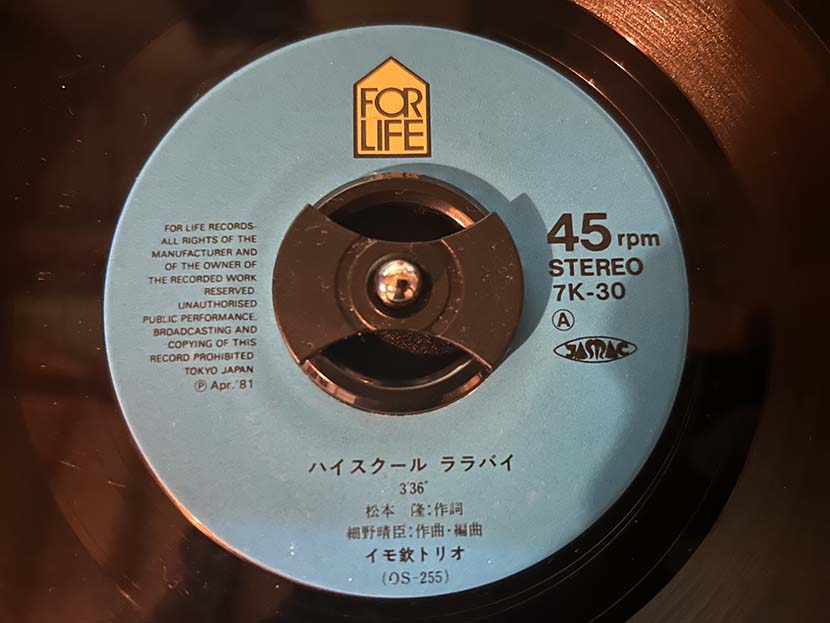 FOR
LIFE
FOR LIFE RECORDS-
ALL RIGHTS OF THE
MANUFACTURER AND
OF THE OWNER OF
THE RECORDED WORK
RESERVED.
UNAUTHORISED
PUBLIC PERFORMANCE,
BROADCASTING AND
COPYING OF THIS
RECORD PROHIBITED
TOKYO JAPAN
Ⓟ Apr.'81
45 rpm
STEREO
7K-30
Ⓐ
JASRAC
ハイスクール ララバイ
3'36"
松本 隆:作詞
細野晴臣:作曲・編曲
イモ欽トリオ
(OS-255)